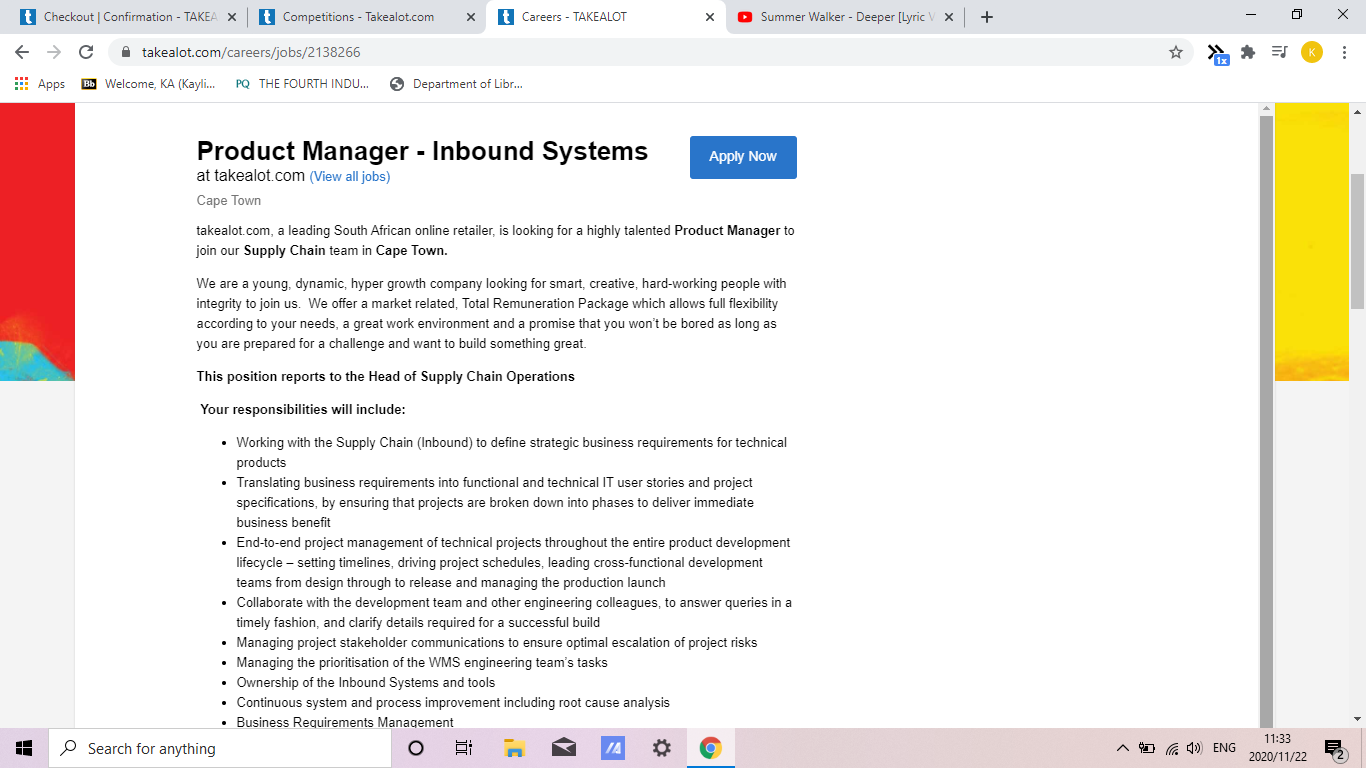 Checkout | Confirmation - TAKEA
Competitions - Takealot.com
Careers - TAKEALOT
Summer Walker - Deeper [Lyric V
takealot.com/careers/jobs/2138266
1x
K
Apps
Bb
Welcome, KA (Kayli...
PQ
THE FOURTH INDU...
Department of Libr...
Product Manager - Inbound Systems
Apply Now
at takealot.com (View all jobs)
Cape Town
takealot.com, a leading South African online retailer, is looking for a highly talented Product Manager to
join our Supply Chain team in Cape Town.
We are a young, dynamic, hyper growth company looking for smart, creative, hard-working people with
integrity to join us.  We offer a market related, Total Remuneration Package which allows full flexibility
according to your needs, a great work environment and a promise that you won't be bored as long as
you are prepared for a challenge and want to build something great.
This position reports to the Head of Supply Chain Operations
Your responsibilities will include:
• Working with the Supply Chain (Inbound) to define strategic business requirements for technical
products
• Translating business requirements into functional and technical IT user stories and project
specifications, by ensuring that projects are broken down into phases to deliver immediate
business benefit
• End-to-end project management of technical projects throughout the entire product development
lifecycle – setting timelines, driving project schedules, leading cross-functional development
teams from design through to release and managing the production launch
• Collaborate with the development team and other engineering colleagues, to answer queries in a
timely fashion, and clarify details required for a successful build
• Managing project stakeholder communications to ensure optimal escalation of project risks
• Managing the prioritisation of the WMS engineering team's tasks
• Ownership of the Inbound Systems and tools
• Continuous system and process improvement including root cause analysis
• Business Requirements Management
Search for anything
ENG
11:33
2020/11/22
2